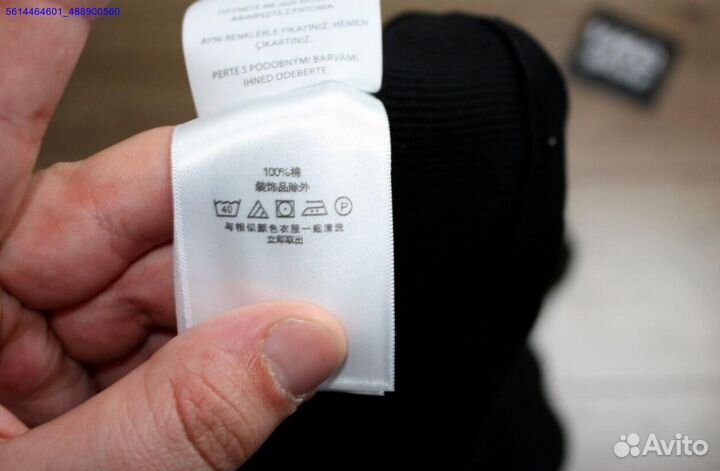 5614464601_488900560
AYNI RENKLERLE YIKAYINIZ. HEMEN
ÇIKARTINIZ.
PERTE S PODOBNÝMI BARVAMI.
IHNED ODEBERTE.
100%棉
装饰品除外
40 P
与相似颜色衣服一起清洗
立即取出
Avito